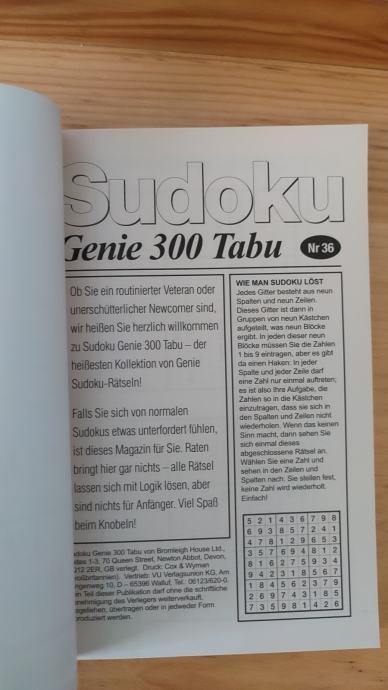 Sudoku
Genie 300 Tabu
Nr 36
Ob Sie ein routinierter Veteran oder
unerschütterlicher Newcomer sind,
wir heißen Sie herzlich willkommen
zu Sudoku Genie 300 Tabu – der
heißesten Kollektion von Genie
Sudoku-Rätseln!
Falls Sie sich von normalen
Sudokus etwas unterfordert fühlen,
ist dieses Magazin für Sie. Raten
bringt hier gar nichts – alle Rätsel
lassen sich mit Logik lösen, aber
sind nichts für Anfänger. Viel Spaß
beim Knobeln!
doku Genie 300 Tabu von Bromleigh House Ltd.,
1-3, 70 Queen Street, Newton Abbot, Devon,
2ER, GB verlegt. Druck: Cox & Wyman
Vertrieb: VU Verlagsunion KG, Am
10, D - 65396 Walluf, Tel.: 06123/620-0.
Teil dieser Publikation darf ohne die schriftliche
des Verlegers weiterverkauft,
übertragen oder in jedweder Form
werden.
WIE MAN SUDOKU LÖST
Jedes Gitter besteht aus neun
Spalten und neun Zeilen.
Dieses Gitter ist dann in
Gruppen von neun Kästchen
aufgeteilt, was neun Blöcke
ergibt. In jeden dieser neun
Blöcke müssen Sie die Zahlen
1 bis 9 eintragen, aber es gibt
da einen Haken: In jeder
Spalte und jeder Zeile darf
eine Zahl nur einmal auftreten;
es ist also Ihre Aufgabe, die
Zahlen so in die Kästchen
einzutragen, dass sie sich in
den Spalten und Zeilen nicht
wiederholen. Wenn das keinen
Sinn macht, dann sehen Sie
sich einmal dieses
abgeschlossene Rätsel an.
Wählen Sie eine Zahl und
sehen in den Zeilen und
Spalten nach: Sie stellen fest,
keine Zahl wird wiederholt.
Einfach!
5 2 1 4 3 6 7 9 8
6 9 3 8 5 7 2 4 1
4 7 8 1 2 9 6 5 3
3 5 7 6 9 4 8 1 2
8 1 6 2 7 5 9 3 4
9 4 2 3 1 8 5 6 7
1 8 4 5 6 2 3 7 9
2 6 9 7 4 3 1 8 5
7 3 5 9 8 1 4 2 6